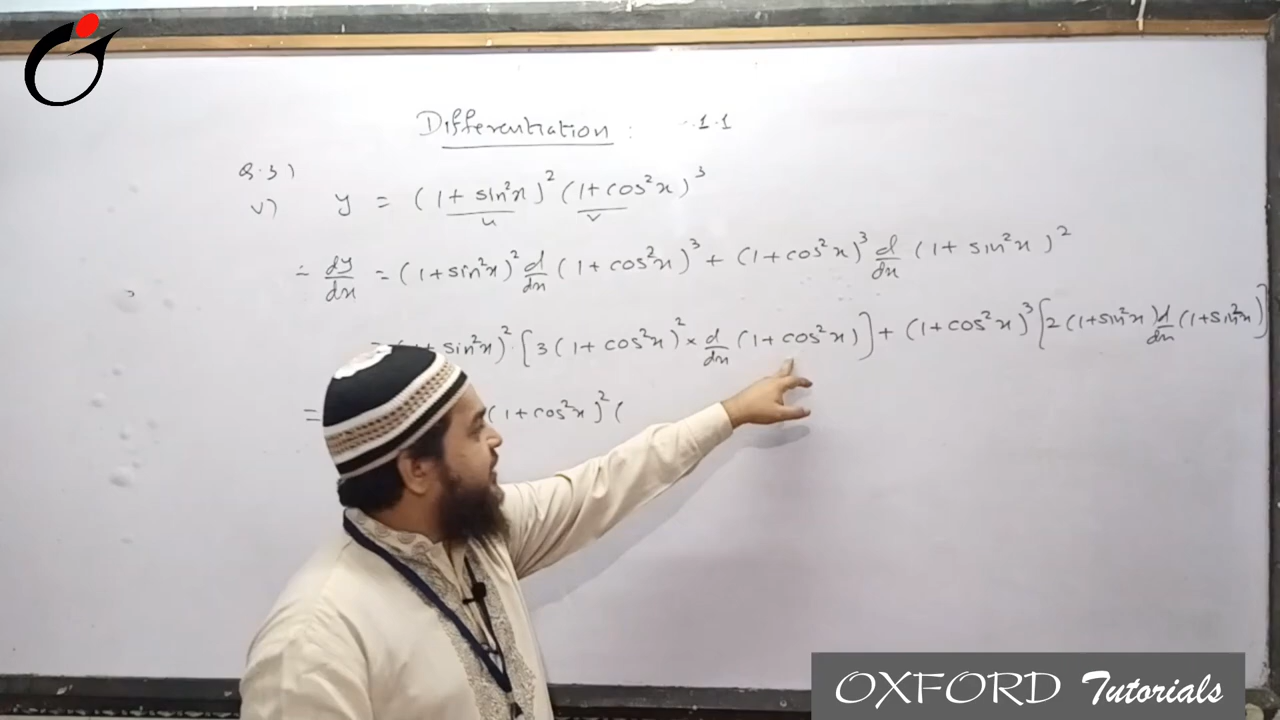 Differentiation : .1.1
Q.3)
v) y = (1+ sin²x)² (1+cos²x)³
u v
∴ dy/dx = (1+sin²x)² d/dx (1+cos²x)³ + (1+cos²x)³ d/dx (1+ sin²x)²
sin²x)² . [3(1+cos²x)² × d/dx (1+cos²x)] + (1+cos²x)³ [2(1+sin²x) d/dx (1+sin²x)]
= (1+cos²x)² (
OXFORD Tutorials